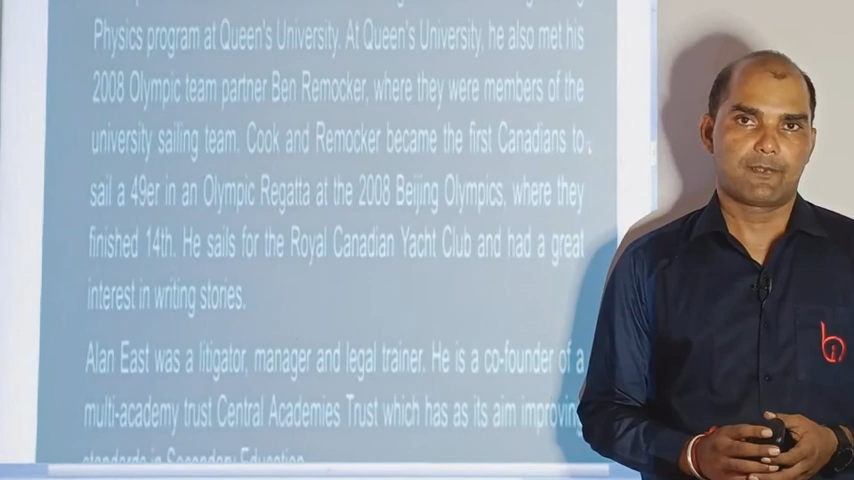 Physics program at Queen's University. At Queen's University, he also met his
2008 Olympic team partner Ben Remocker, where they were members of the
university sailing team. Cook and Remocker became the first Canadians to
sail a 49er in an Olympic Regatta at the 2008 Beijing Olympics, where they
finished 14th. He sails for the Royal Canadian Yacht Club and had a great
interest in writing stories.
Alan East was a litigator, manager and legal trainer. He is a co-founder of a
multi-academy trust Central Academies Trust which has as its aim improving
standards in Secondary Education